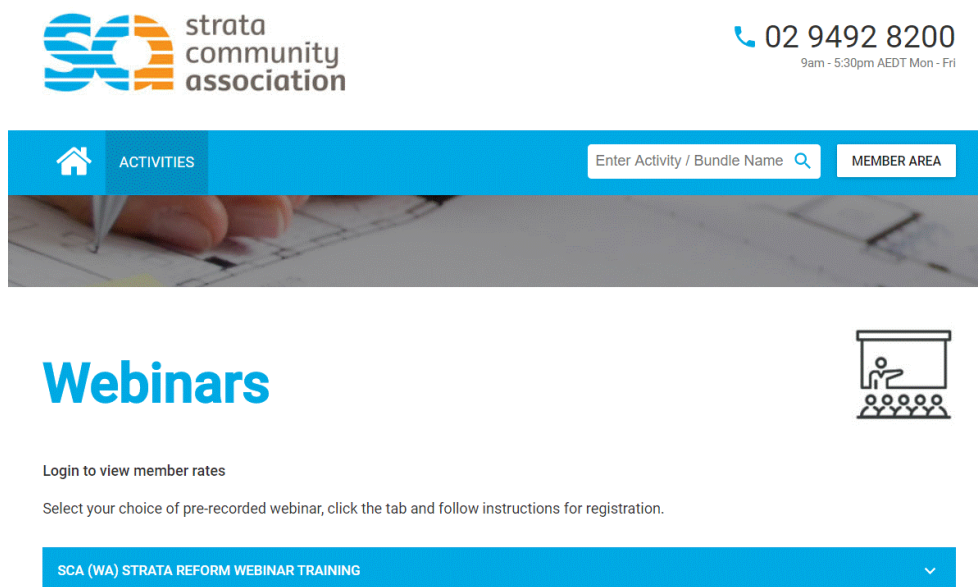 strata
community
association
02 9492 8200
9am - 5:30pm AEDT Mon - Fri
ACTIVITIES
Enter Activity / Bundle Name
MEMBER AREA
Webinars
Login to view member rates
Select your choice of pre-recorded webinar, click the tab and follow instructions for registration.
SCA (WA) STRATA REFORM WEBINAR TRAINING